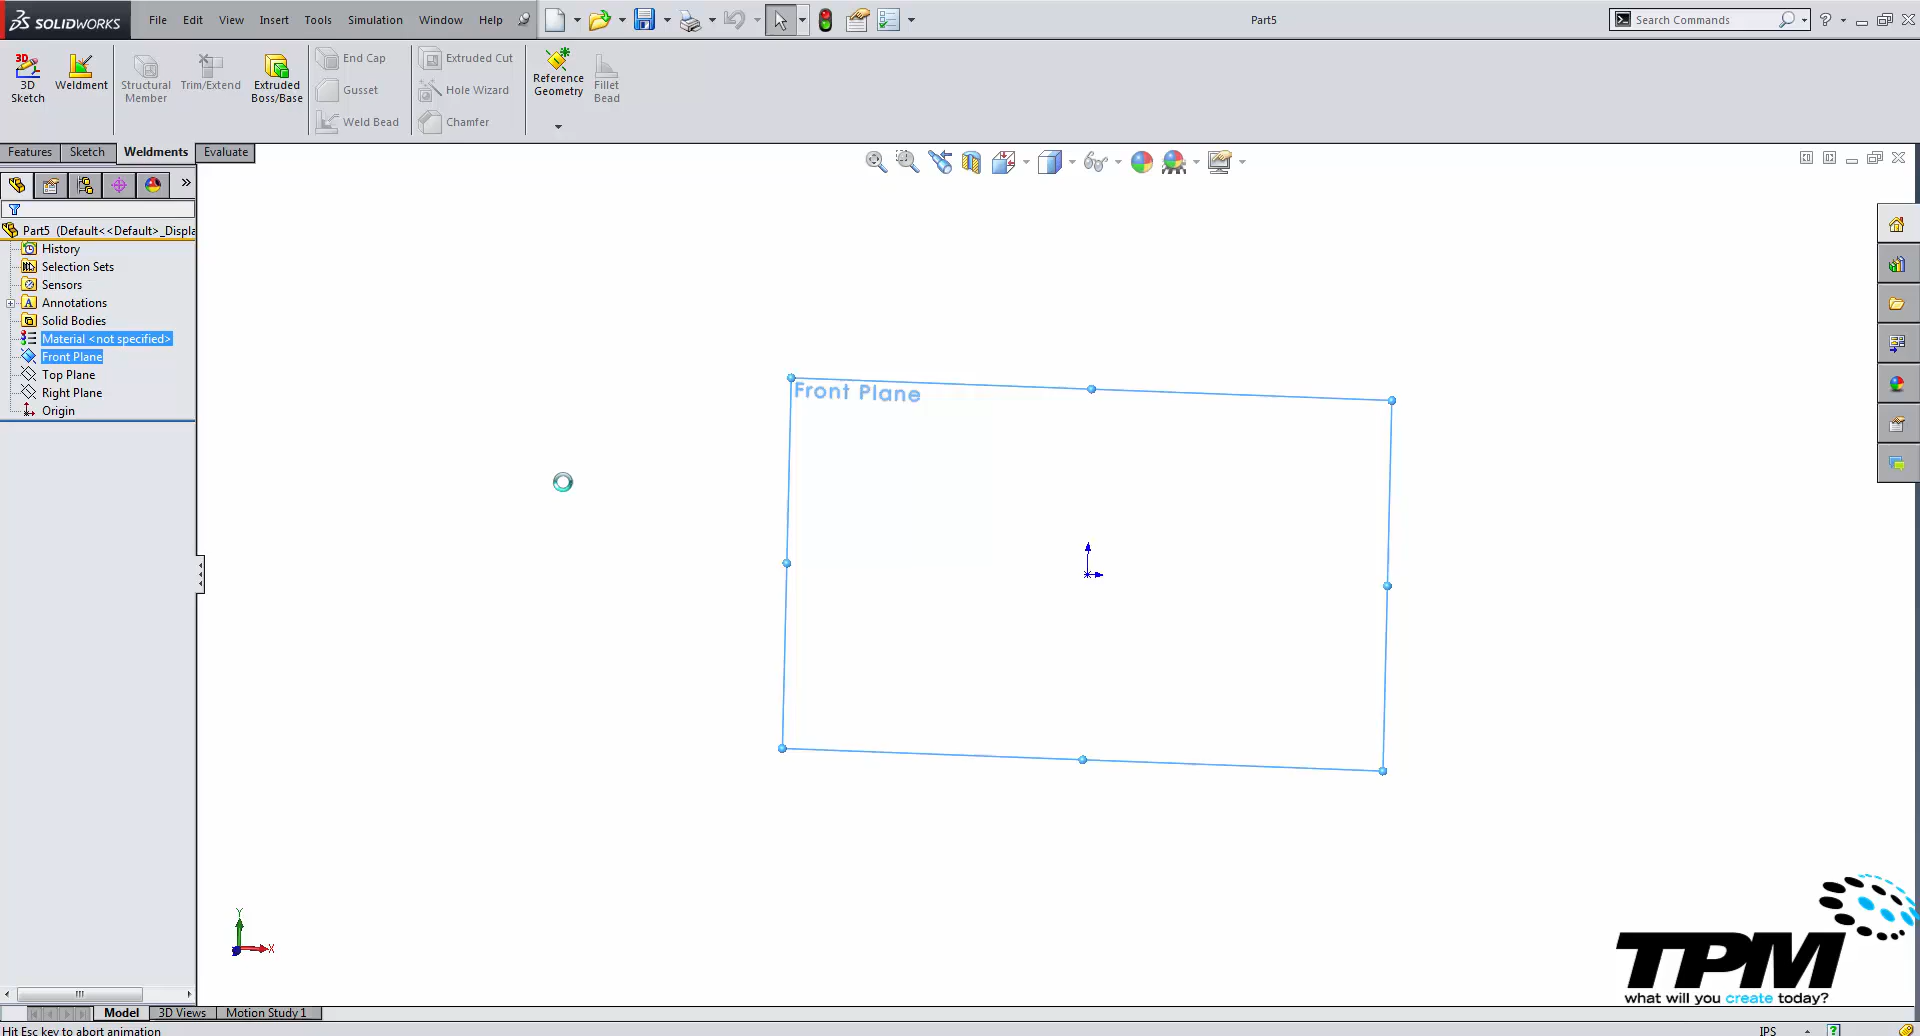 SOLIDWORKS
File Edit View Insert Tools Simulation Window Help
Part5
Search Commands
?
3D Sketch
Weldment
Structural Member
Trim/Extend
Extruded Boss/Base
End Cap
Gusset
Weld Bead
Extruded Cut
Hole Wizard
Chamfer
Reference Geometry
Fillet Bead
Features Sketch Weldments Evaluate
Part5 (Default<<Default>_Displa
History
Selection Sets
Sensors
Annotations
Solid Bodies
Material <not specified>
Front Plane
Top Plane
Right Plane
Origin
Front Plane
Y
X
TPM
what will you create today?
Model 3D Views Motion Study 1
Hit Esc key to abort animation
IPS
?